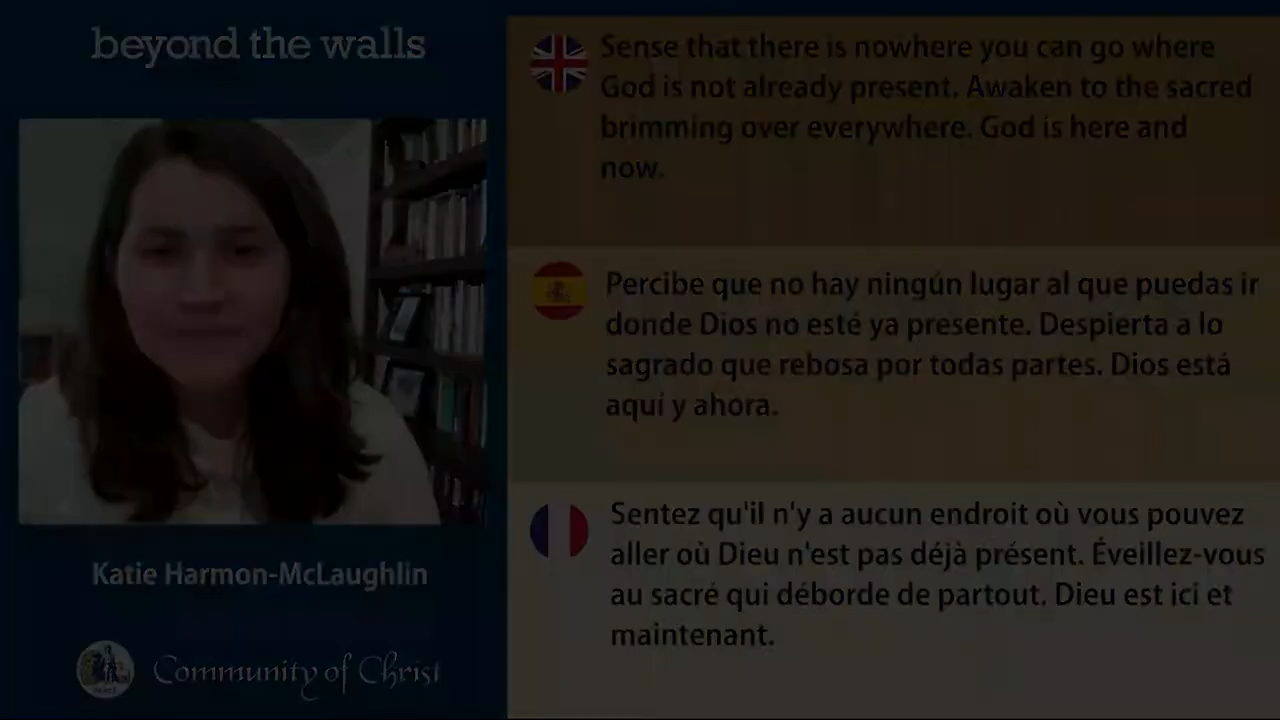 beyond the walls
Katie Harmon-McLaughlin
Community of Christ
Sense that there is nowhere you can go where
God is not already present. Awaken to the sacred
brimming over everywhere. God is here and
now.
Percibe que no hay ningún lugar al que puedas ir
donde Dios no esté ya presente. Despierta a lo
sagrado que rebosa por todas partes. Dios está
aquí y ahora.
Sentez qu'il n'y a aucun endroit où vous pouvez
aller où Dieu n'est pas déjà présent. Éveillez-vous
au sacré qui déborde de partout. Dieu est ici et
maintenant.